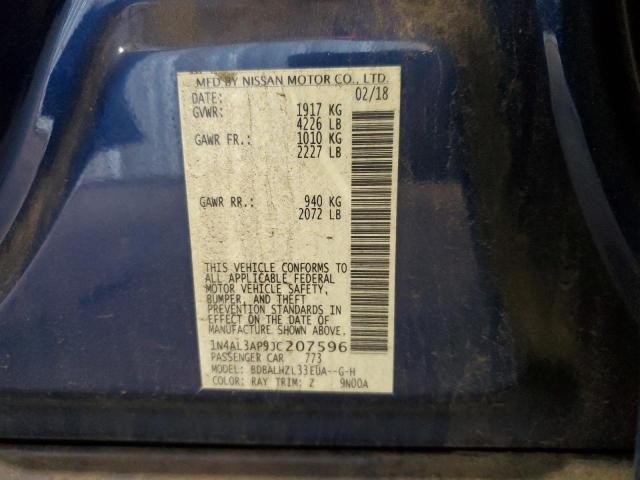 MFD BY NISSAN MOTOR CO., LTD.
DATE: 02/18
GVWR: 1917 KG
4226 LB
GAWR FR.: 1010 KG
2227 LB
GAWR RR.: 940 KG
2072 LB
THIS VEHICLE CONFORMS TO
ALL APPLICABLE FEDERAL
MOTOR VEHICLE SAFETY,
BUMPER, AND THEFT
PREVENTION STANDARDS IN
EFFECT ON THE DATE OF
MANUFACTURE SHOWN ABOVE.
1N4AL3AP9JC207596
PASSENGER CAR 773
MODEL: BDBALHZL33EUA--G-H
COLOR: RAY TRIM: Z 9N00A